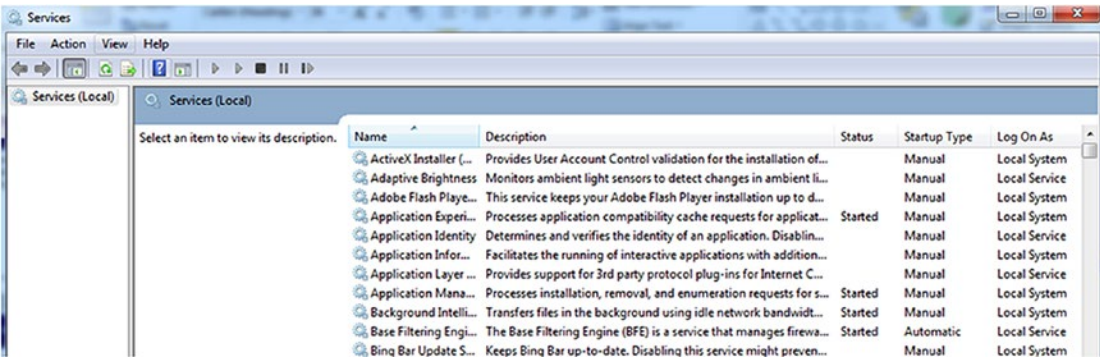 Services
File Action View Help
Services (Local) Services (Local)
Select an item to view its description. Name Description Status Startup Type Log On As
ActiveX Installer (... Provides User Account Control validation for the installation of... Manual Local System
Adaptive Brightness Monitors ambient light sensors to detect changes in ambient li... Manual Local Service
Adobe Flash Playe... This service keeps your Adobe Flash Player installation up to d... Manual Local System
Application Experi... Processes application compatibility cache requests for applicat... Started Manual Local System
Application Identity Determines and verifies the identity of an application. Disablin... Manual Local Service
Application Infor... Facilitates the running of interactive applications with addition... Manual Local System
Application Layer ... Provides support for 3rd party protocol plug-ins for Internet C... Manual Local Service
Application Mana... Processes installation, removal, and enumeration requests for s... Started Manual Local System
Background Intelli... Transfers files in the background using idle network bandwidt... Started Manual Local System
Base Filtering Engi... The Base Filtering Engine (BFE) is a service that manages firewa... Started Automatic Local Service
Bing Bar Update S... Keeps Bing Bar up-to-date. Disabling this service might preven... Manual Local System